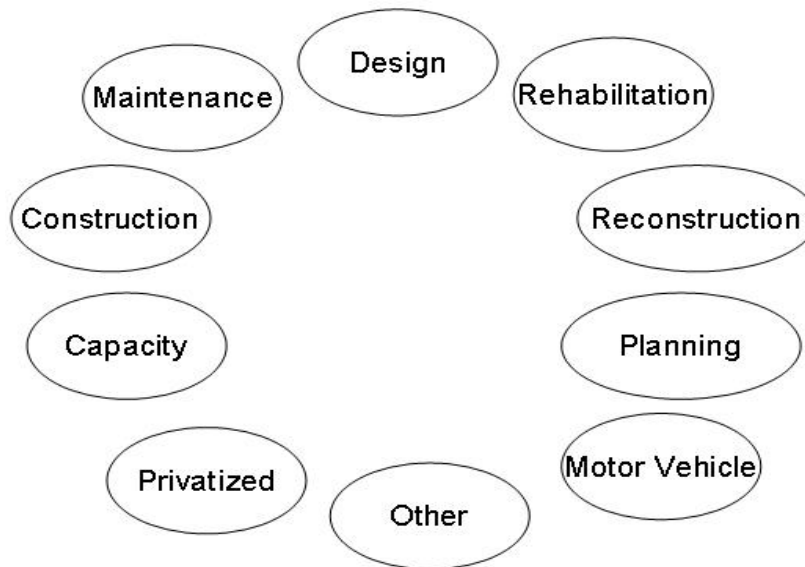 Design
Maintenance
Rehabilitation
Construction
Reconstruction
Capacity
Planning
Motor Vehicle
Privatized
Other